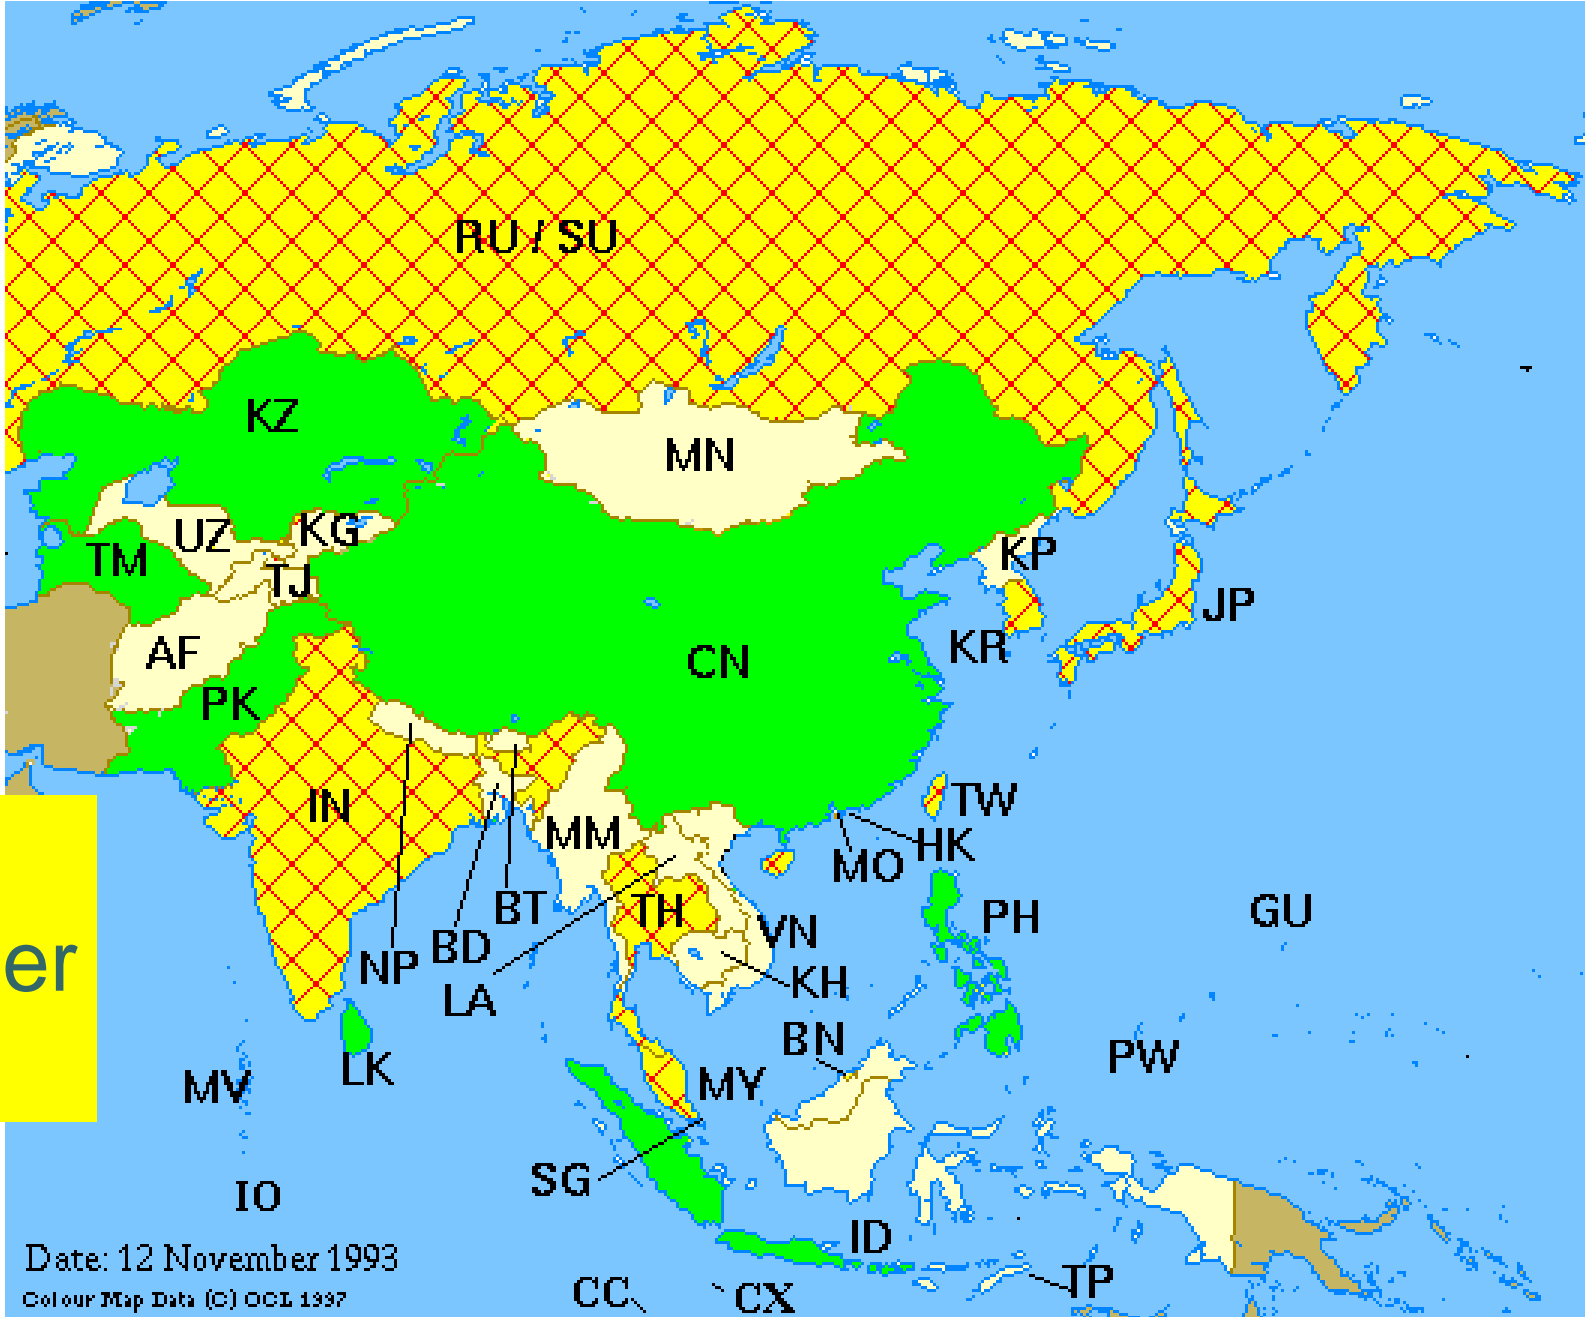 RU / SU
KZ
MN
UZ
KG
TM
TJ
KP
JP
AF
KR
CN
PK
IN
TW
MM
HK
MO
BT
TH
PH
GU
VN
NP
BD
LA
KH
er
BN
PW
LK
MV
MY
SG
IO
ID
Date: 12 November 1993
TP
CC
CX
Colour Map Data (C) OCL 1997